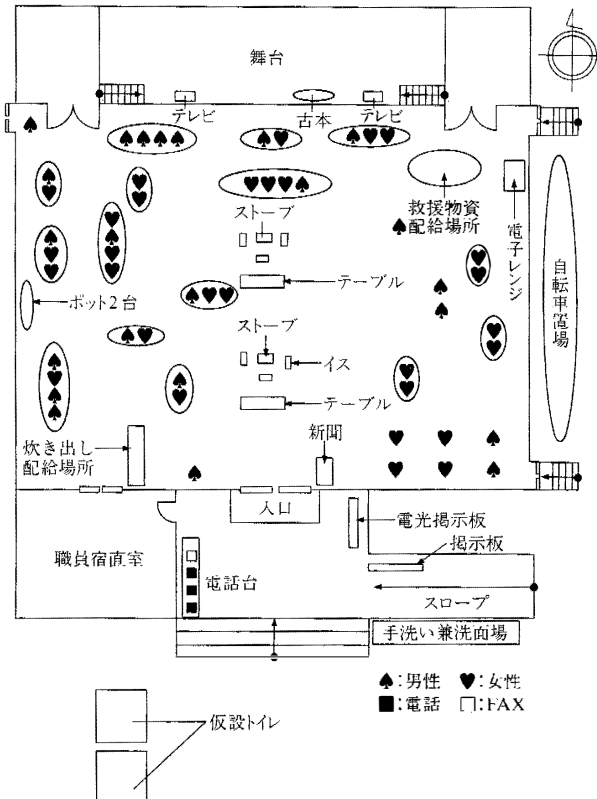 舞台
テレビ
古本
テレビ
救援物資
配給場所
電子レンジ
自転車置場
ストーブ
テーブル
ポット2台
ストーブ
イス
テーブル
炊き出し
配給場所
新聞
入口
電光掲示板
掲示板
職員宿直室
電話台
スロープ
手洗い兼洗面場
♠:男性 ♥:女性
■:電話 □:FAX
仮設トイレ